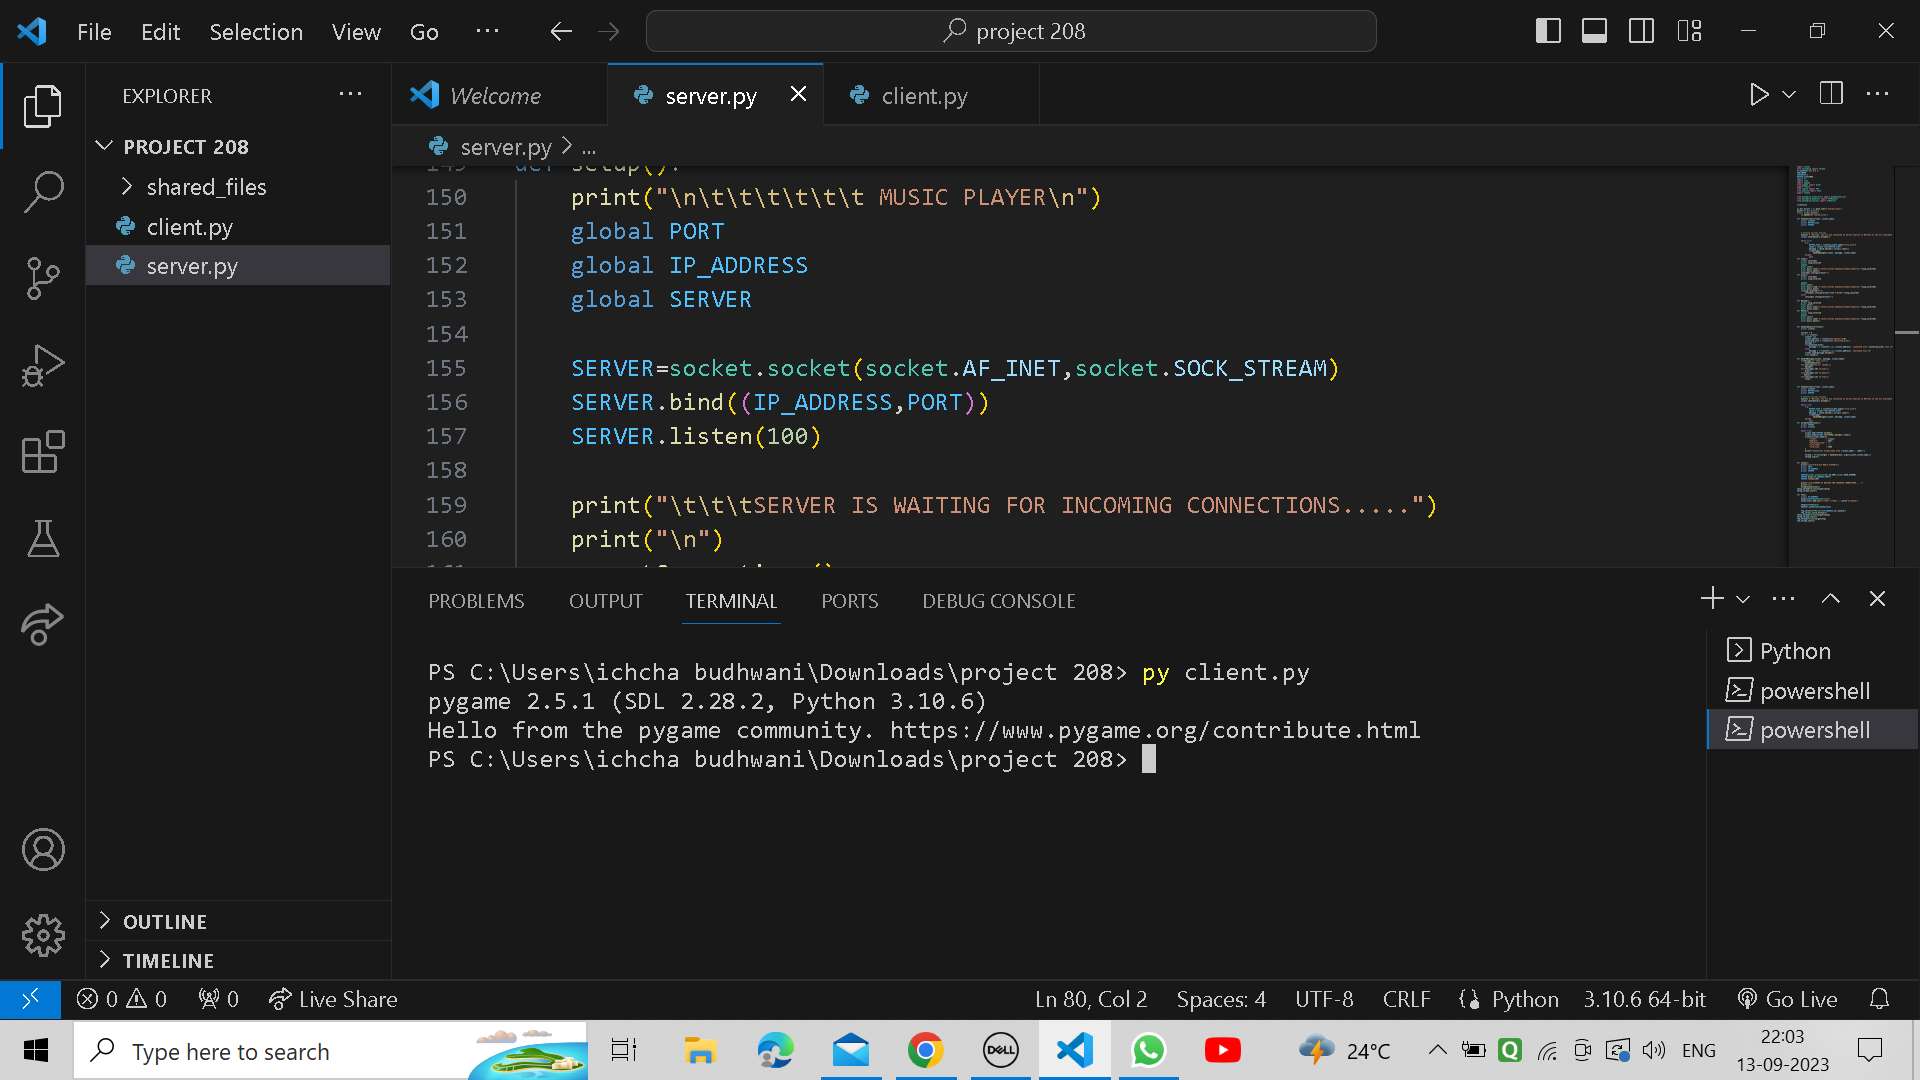 File Edit Selection View Go ... project 208
EXPLORER ...
Welcome server.py client.py
PROJECT 208
shared_files
client.py
server.py
server.py > ...
149 def setup():
150 print("\n\t\t\t\t\t\t MUSIC PLAYER\n")
151 global PORT
152 global IP_ADDRESS
153 global SERVER
154
155 SERVER=socket.socket(socket.AF_INET,socket.SOCK_STREAM)
156 SERVER.bind((IP_ADDRESS,PORT))
157 SERVER.listen(100)
158
159 print("\t\t\tSERVER IS WAITING FOR INCOMING CONNECTIONS.....")
160 print("\n")
PROBLEMS OUTPUT TERMINAL PORTS DEBUG CONSOLE
PS C:\Users\ichcha budhwani\Downloads\project 208> py client.py
pygame 2.5.1 (SDL 2.28.2, Python 3.10.6)
Hello from the pygame community. https://www.pygame.org/contribute.html
PS C:\Users\ichcha budhwani\Downloads\project 208>
Python
powershell
powershell
OUTLINE
TIMELINE
0 0 0 Live Share Ln 80, Col 2 Spaces: 4 UTF-8 CRLF Python 3.10.6 64-bit Go Live
Type here to search DELL 24°C Q ENG 22:03
13-09-2023